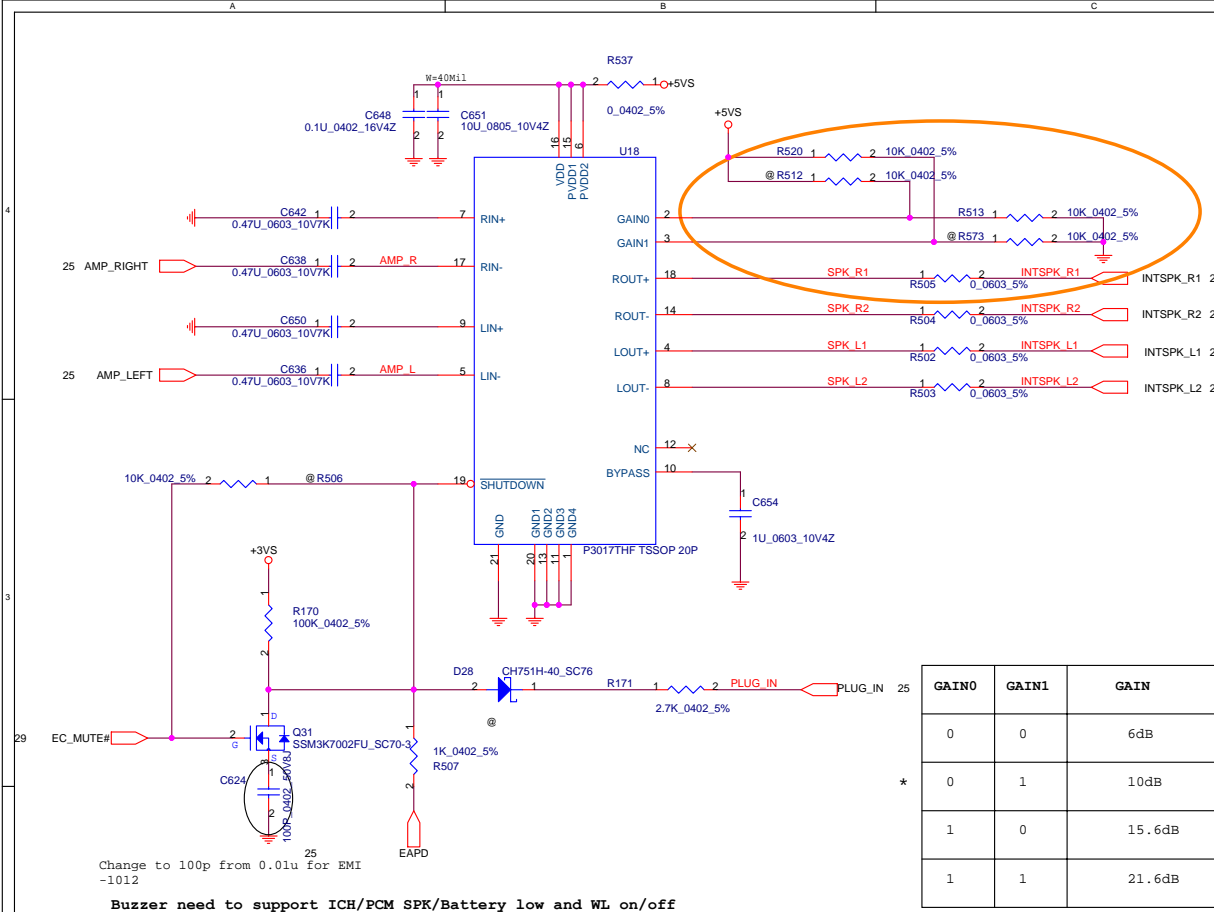 A B C
W=40Mil
R537
2 1 +5VS
0_0402_5%
1 1
C648 C651
0.1U_0402_16V4Z 10U_0805_10V4Z
2 2
+5VS
16 15 6
U18
VDD PVDD1 PVDD2
R520 1 2 10K_0402_5%
@ R512 1 2 10K_0402_5%
4
C642 1 2 7 RIN+
0.47U_0603_10V7K
GAIN0 2 R513 1 2 10K_0402_5%
GAIN1 3 @ R573 1 2 10K_0402_5%
25 AMP_RIGHT C638 1 2 AMP_R 17 RIN-
0.47U_0603_10V7K
ROUT+ 18 SPK_R1 1 2 INTSPK_R1 INTSPK_R1 2
R505 0_0603_5%
C650 1 2 9 LIN+
0.47U_0603_10V7K
ROUT- 14 SPK_R2 1 2 INTSPK_R2 INTSPK_R2 2
R504 0_0603_5%
LOUT+ 4 SPK_L1 1 2 INTSPK_L1 INTSPK_L1 2
R502 0_0603_5%
25 AMP_LEFT C636 1 2 AMP_L 5 LIN-
0.47U_0603_10V7K
LOUT- 8 SPK_L2 1 2 INTSPK_L2 INTSPK_L2 2
R503 0_0603_5%
NC 12
BYPASS 10
10K_0402_5% 2 1 @ R506 19 SHUTDOWN
1
C654
2 1U_0603_10V4Z
GND GND1 GND2 GND3 GND4
21 20 13 11 1
P3017THF TSSOP 20P
+3VS
3
1
R170
100K_0402_5%
2
D28 CH751H-40_SC76
2 1 R171 1 2 PLUG_IN PLUG_IN 25
2.7K_0402_5%
@
29 EC_MUTE# 2 G 1 D Q31
SSM3K7002FU_SC70-3
S 3
1
1K_0402_5%
R507
2
C624 1
2 100P_0402_50V8J
25
EAPD
Change to 100p from 0.01u for EMI
-1012
Buzzer need to support ICH/PCM SPK/Battery low and WL on/off
GAIN0 GAIN1 GAIN
0 0 6dB
* 0 1 10dB
1 0 15.6dB
1 1 21.6dB